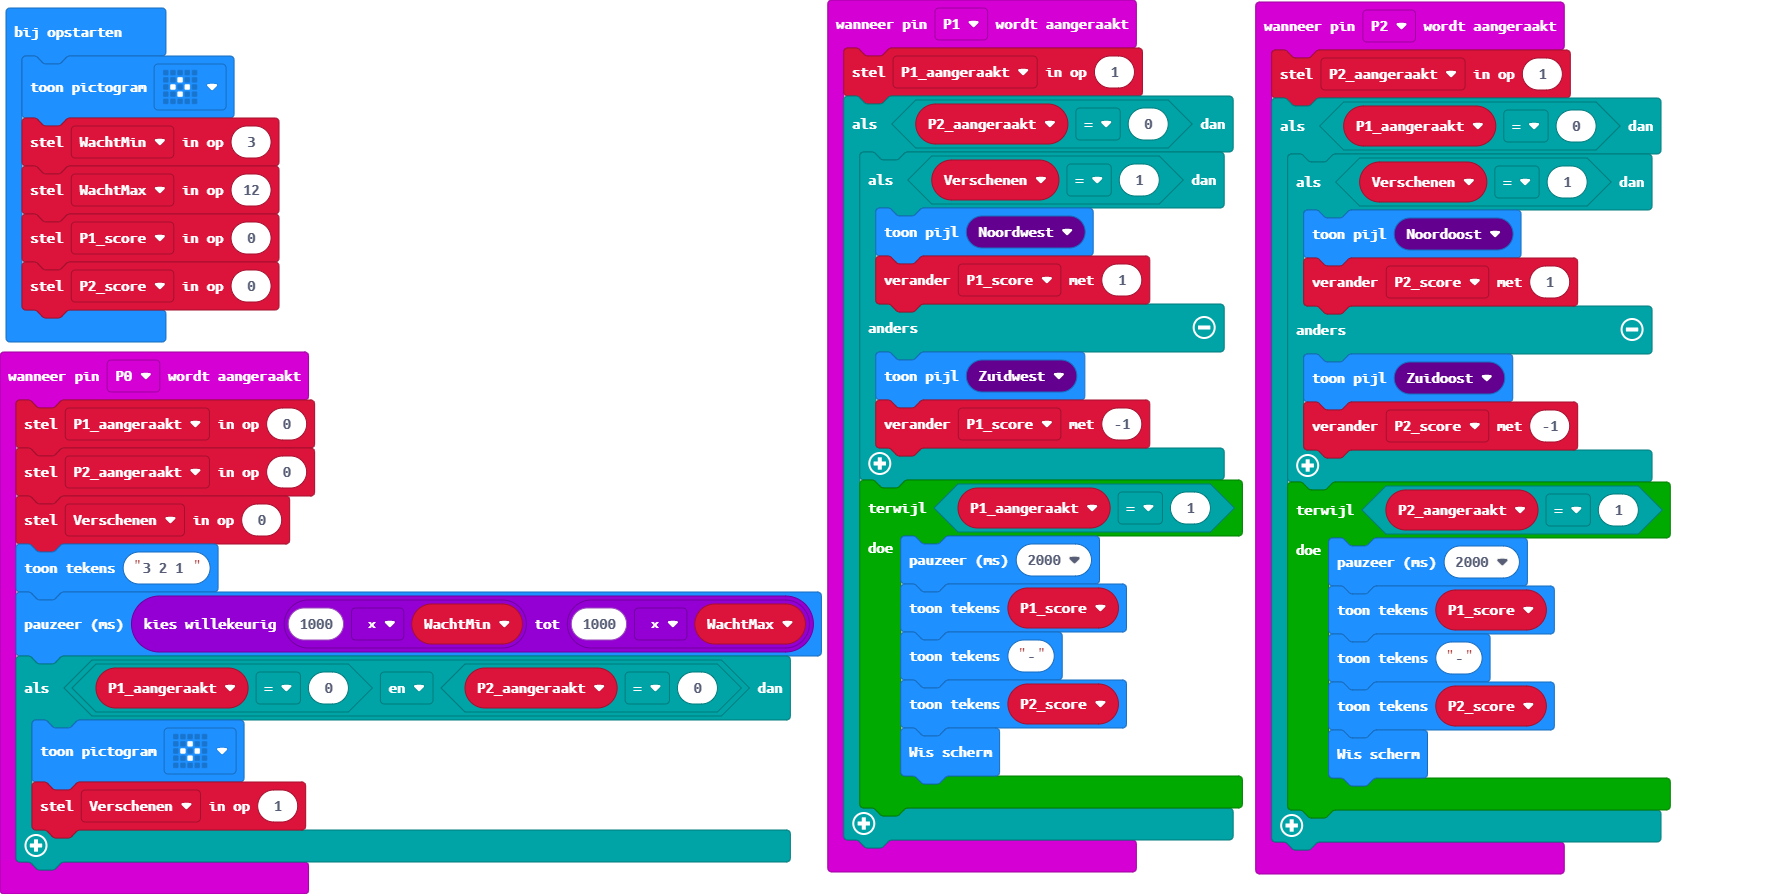 bij opstarten
toon pictogram
stel WachtMin in op 3
stel WachtMax in op 12
stel P1_score in op 0
stel P2_score in op 0
wanneer pin P0 wordt aangeraakt
stel P1_aangeraakt in op 0
stel P2_aangeraakt in op 0
stel Verschenen in op 0
toon tekens "3 2 1 "
pauzeer (ms) kies willekeurig 1000 x WachtMin tot 1000 x WachtMax
als P1_aangeraakt = 0 en P2_aangeraakt = 0 dan
toon pictogram
stel Verschenen in op 1
wanneer pin P1 wordt aangeraakt
stel P1_aangeraakt in op 1
als P2_aangeraakt = 0 dan
als Verschenen = 1 dan
toon pijl Noordwest
verander P1_score met 1
anders
toon pijl Zuidwest
verander P1_score met -1
terwijl P1_aangeraakt = 1
doe
pauzeer (ms) 2000
toon tekens P1_score
toon tekens "-"
toon tekens P2_score
Wis scherm
wanneer pin P2 wordt aangeraakt
stel P2_aangeraakt in op 1
als P1_aangeraakt = 0 dan
als Verschenen = 1 dan
toon pijl Noordoost
verander P2_score met 1
anders
toon pijl Zuidoost
verander P2_score met -1
terwijl P2_aangeraakt = 1
doe
pauzeer (ms) 2000
toon tekens P1_score
toon tekens "-"
toon tekens P2_score
Wis scherm